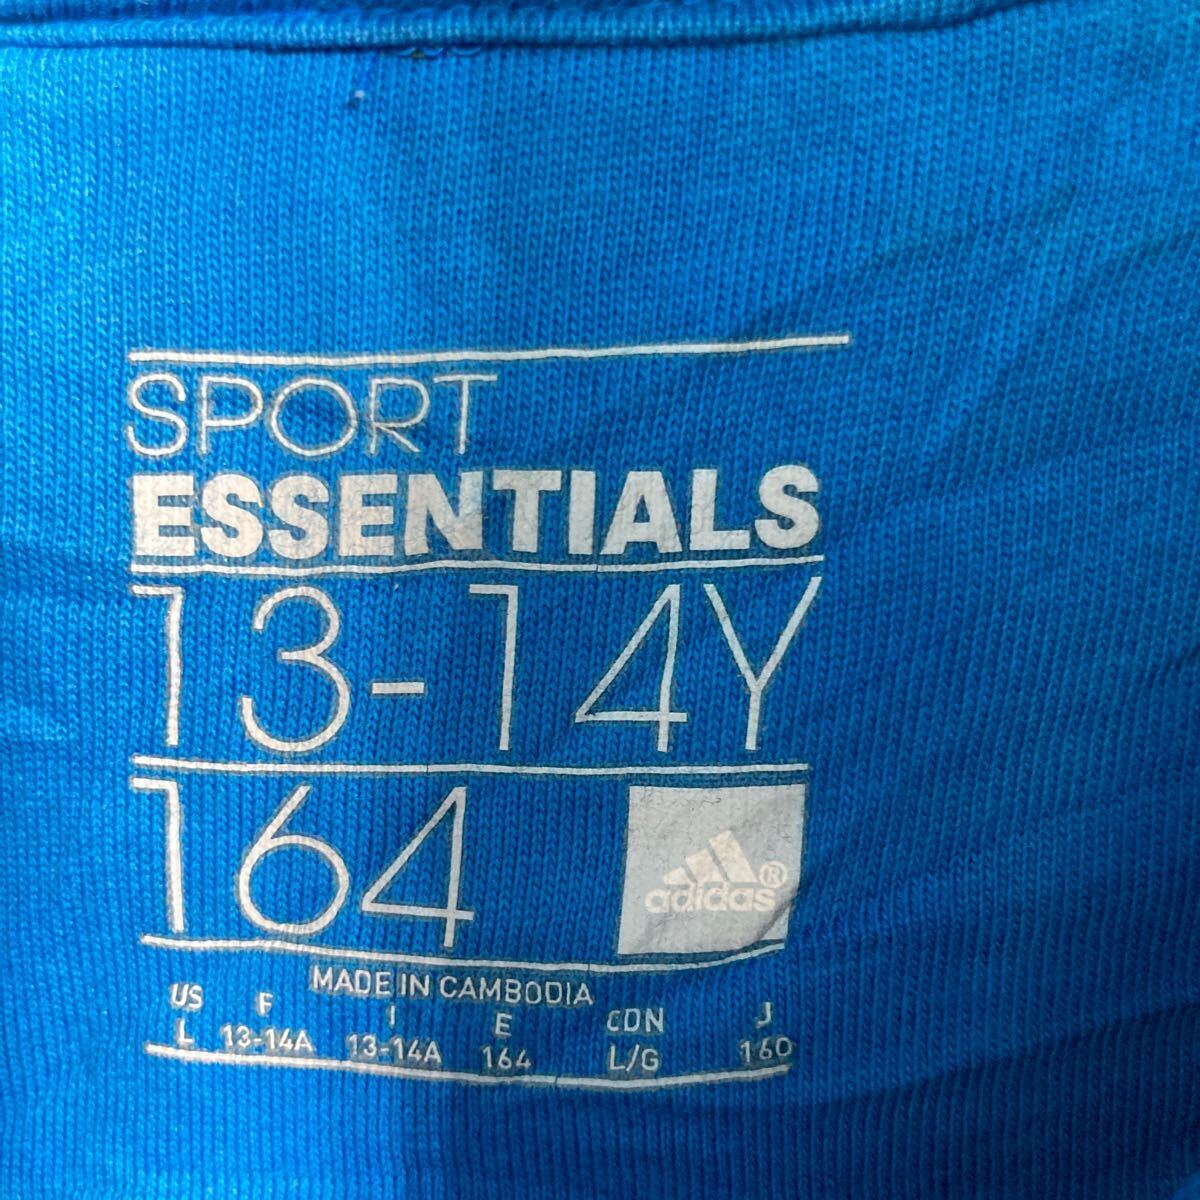 SPORT
ESSENTIALS
13-14Y
164
adidas®
MADE IN CAMBODIA
US F I E CDN J
L 13-14A 13-14A 164 L/G 160